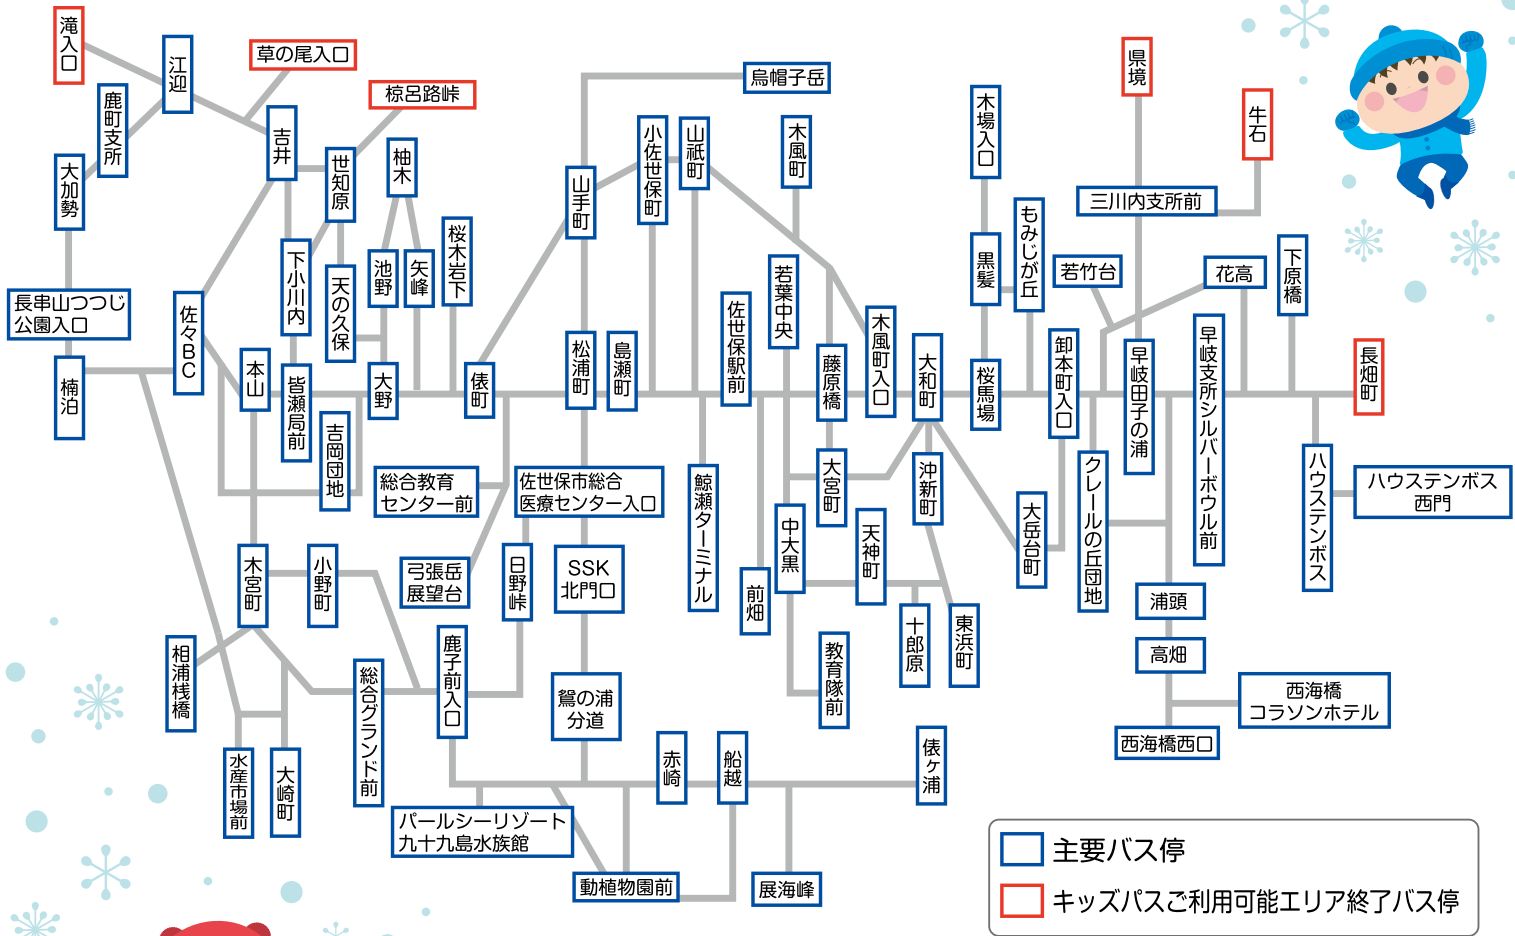 滝入口
江迎
草の尾入口
椋呂路峠
鹿町支所
吉井
世知原
柚木
大加勢
桜木岩下
池野
矢峰
下小川内
天の久保
長串山つつじ
公園入口
佐々BC
楠泊
本山
皆瀬局前
吉岡団地
大野
俵町
烏帽子岳
山手町
小佐世保町
山祇町
木風町
若葉中央
佐世保駅前
松浦町
島瀬町
藤原橋
木風町入口
大和町
木場入口
黒髪
もみじが丘
桜馬場
県境
牛石
三川内支所前
若竹台
花高
下原橋
卸本町入口
早岐田子の浦
早岐支所シルバーボウル前
長畑町
総合教育
センター前
佐世保市総合
医療センター入口
弓張岳
展望台
日野峠
SSK
北門口
鯨瀬ターミナル
前畑
中大黒
大宮町
天神町
沖新町
大岳台町
クレールの丘団地
ハウステンボス
ハウステンボス
西門
木宮町
小野町
相浦桟橋
総合グランド前
鹿子前入口
鴛の浦
分道
教育隊前
十郎原
東浜町
浦頭
高畑
西海橋
コラソンホテル
西海橋西口
水産市場前
大崎町
赤崎
船越
俵ヶ浦
パールシーリゾート
九十九島水族館
動植物園前
展海峰
主要バス停
キッズパスご利用可能エリア終了バス停